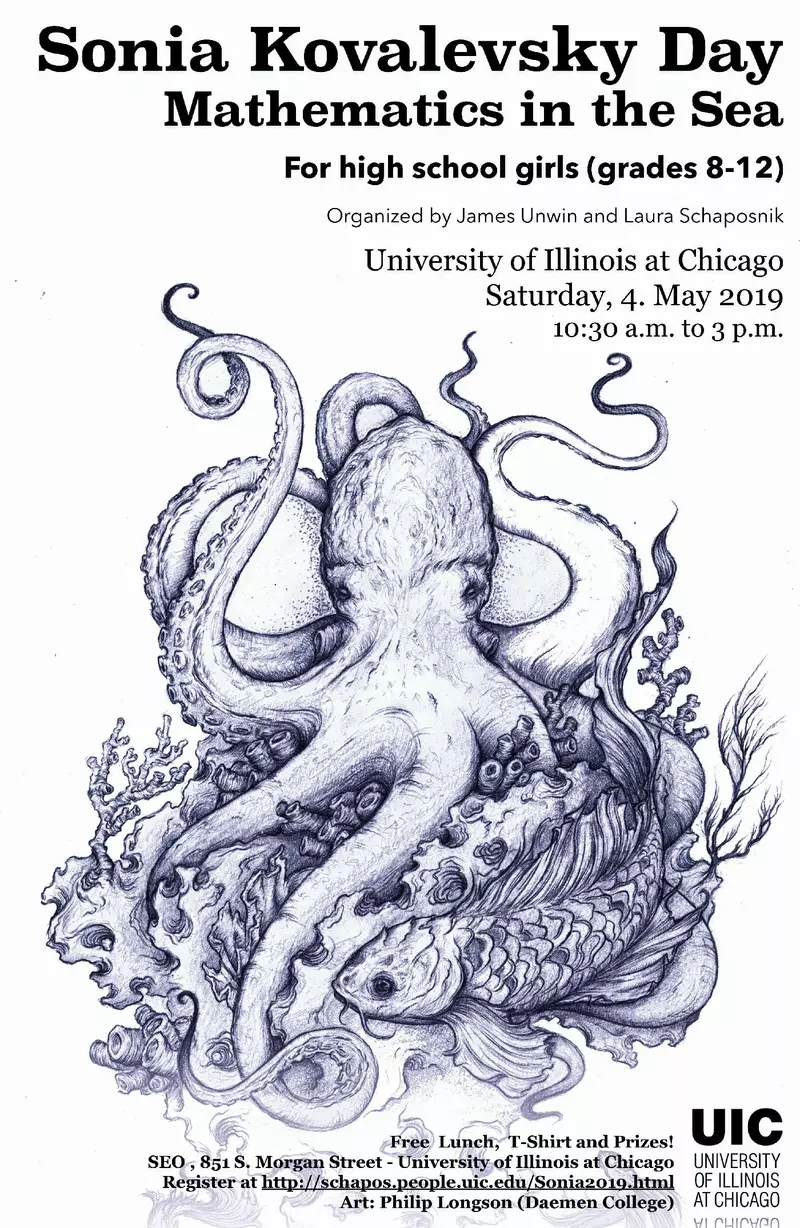 Sonia Kovalevsky Day
Mathematics in the Sea
For high school girls (grades 8-12)
Organized by James Unwin and Laura Schaposnik
University of Illinois at Chicago
Saturday, 4. May 2019
10:30 a.m. to 3 p.m.
Free Lunch, T-Shirt and Prizes!
SEO , 851 S. Morgan Street - University of Illinois at Chicago
Register at http://schapos.people.uic.edu/Sonia2019.html
Art: Philip Longson (Daemen College)
UIC
UNIVERSITY
OF ILLINOIS
AT CHICAGO